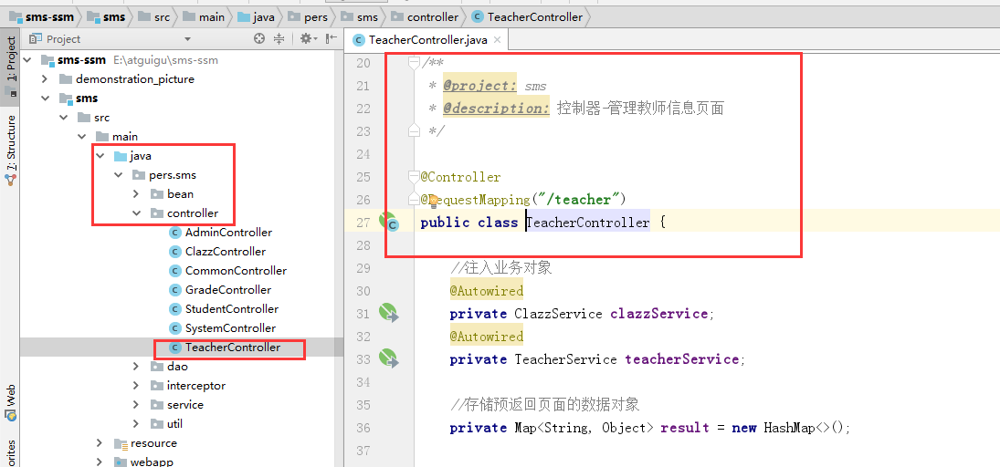 sms-ssm sms src main java pers sms controller TeacherController
1: Project
7: Structure
Web
Project
sms-ssm E:\atguigu\sms-ssm
demonstration_picture
sms
src
main
java
pers.sms
bean
controller
AdminController
ClazzController
CommonController
GradeController
StudentController
SystemController
TeacherController
dao
interceptor
service
util
resource
webapp
TeacherController.java
20 /**
21 * @project: sms
22 * @description: 控制器-管理教师信息页面
23 */
24
25 @Controller
26 @RequestMapping("/teacher")
27 public class TeacherController {
28
29 //注入业务对象
30 @Autowired
31 private ClazzService clazzService;
32 @Autowired
33 private TeacherService teacherService;
34
35 //存储预返回页面的数据对象
36 private Map<String, Object> result = new HashMap<>();
37